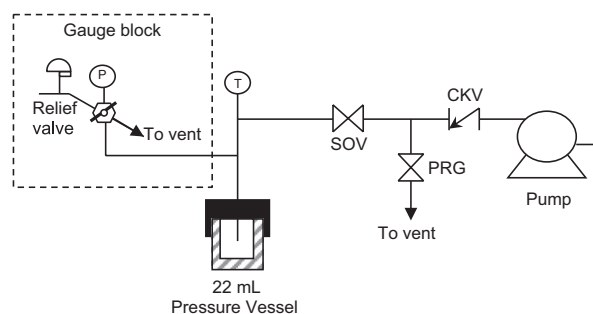 Gauge block
P
T
Relief
valve
To vent
CKV
SOV
PRG
Pump
To vent
22 mL
Pressure Vessel